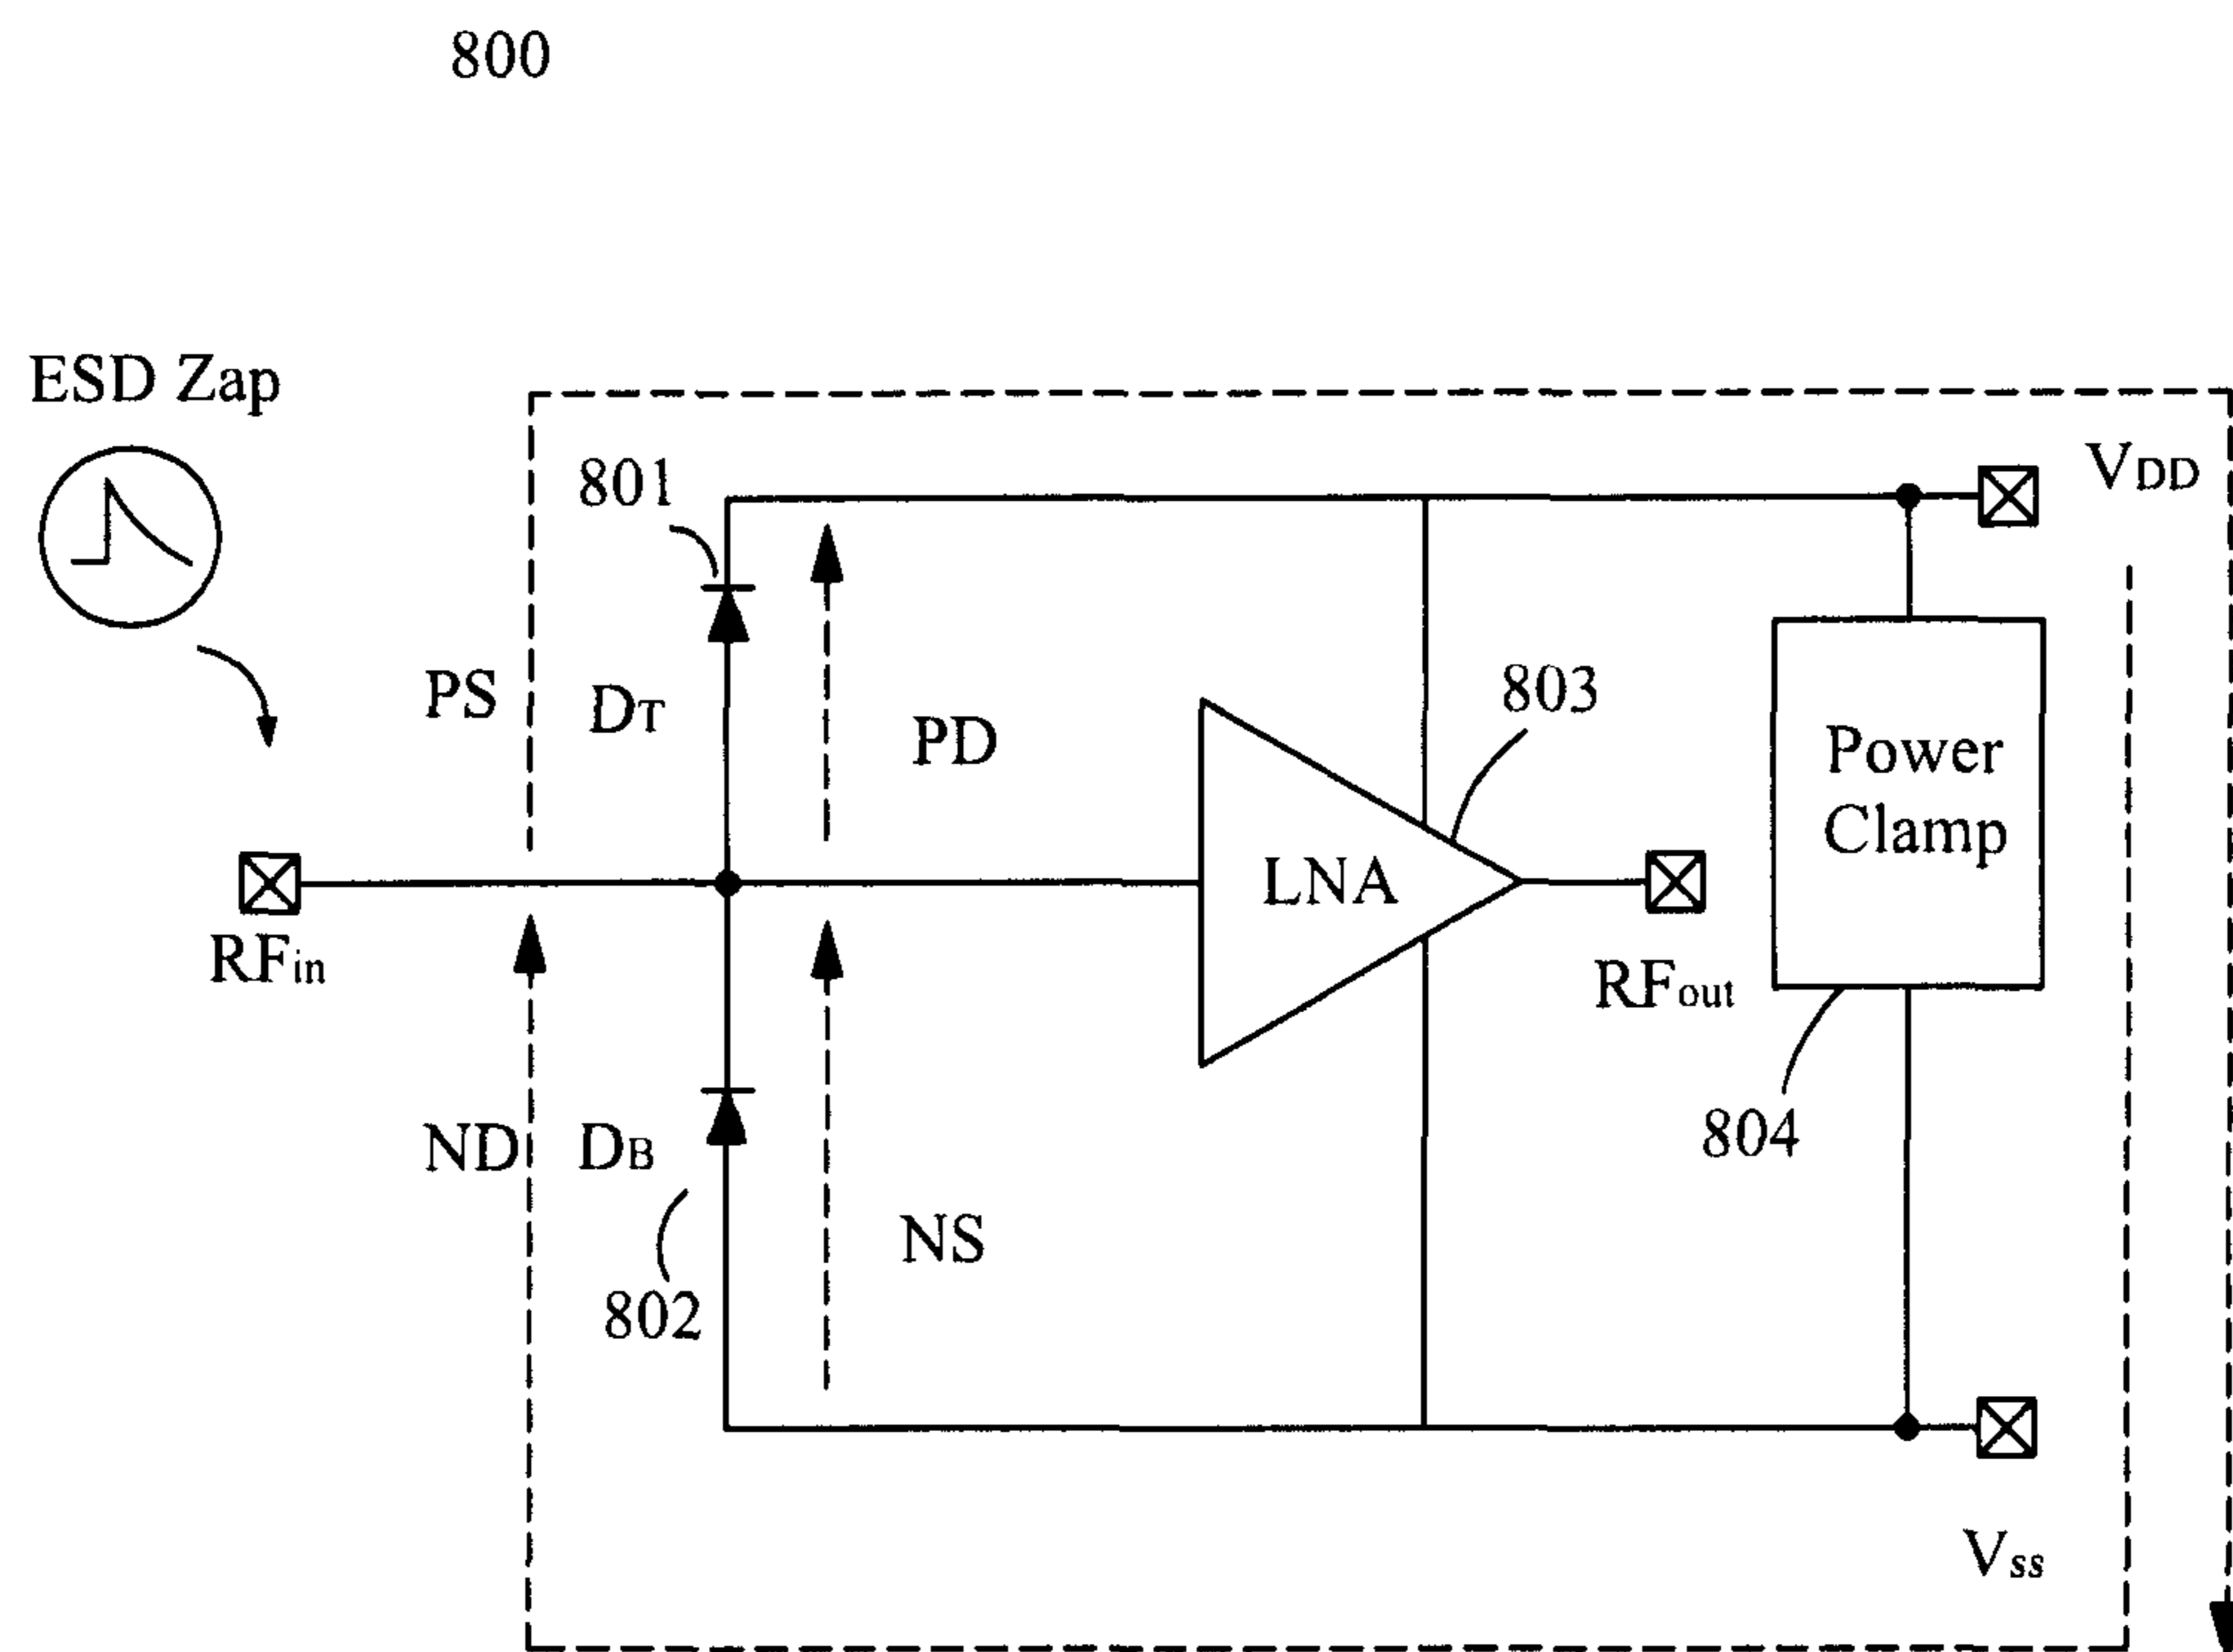 800
ESD Zap
801
VDD
PS
DT
PD
803
Power
Clamp
LNA
RFin
RFout
804
ND
DB
NS
802
Vss